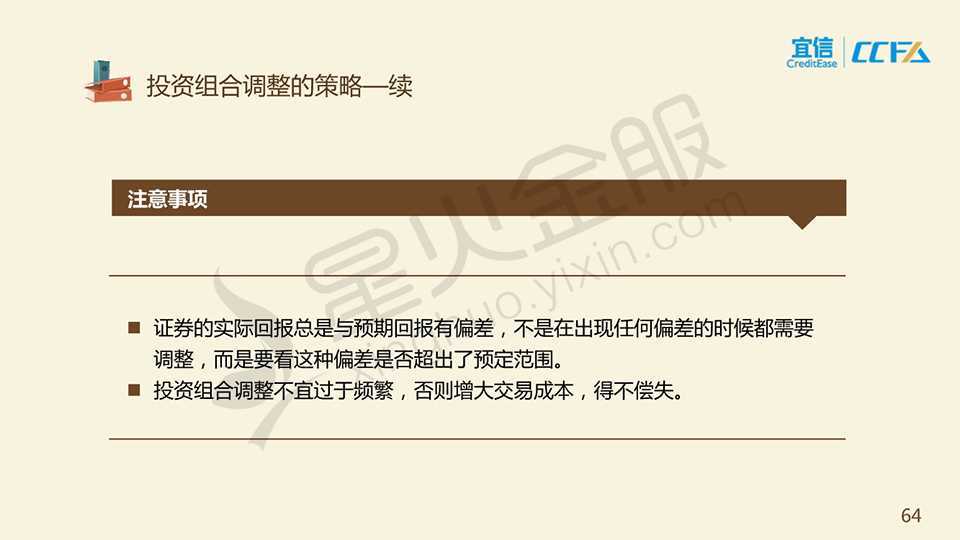 宜信
CreditEase
CCFA
投资组合调整的策略—续
注意事项
星火金服
xinghuo.yixin.com
■ 证券的实际回报总是与预期回报有偏差，不是在出现任何偏差的时候都需要
调整，而是要看这种偏差是否超出了预定范围。
■ 投资组合调整不宜过于频繁，否则增大交易成本，得不偿失。
64